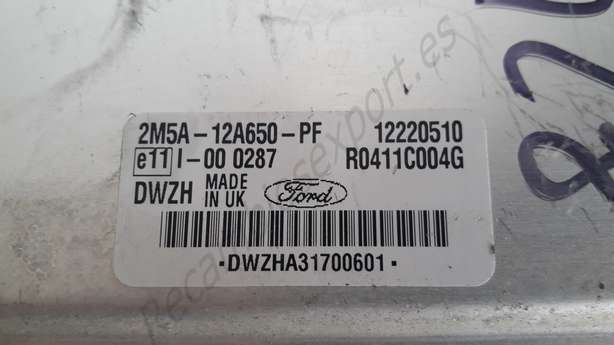 2M5A-12A650-PF 12220510
e11 I-00 0287 R0411C004G
DWZH MADE IN UK Ford
·DWZHA31700601·